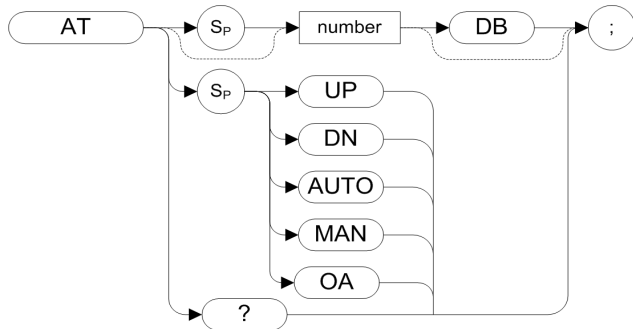 AT SP number DB ;
SP UP
DN
AUTO
MAN
OA
?